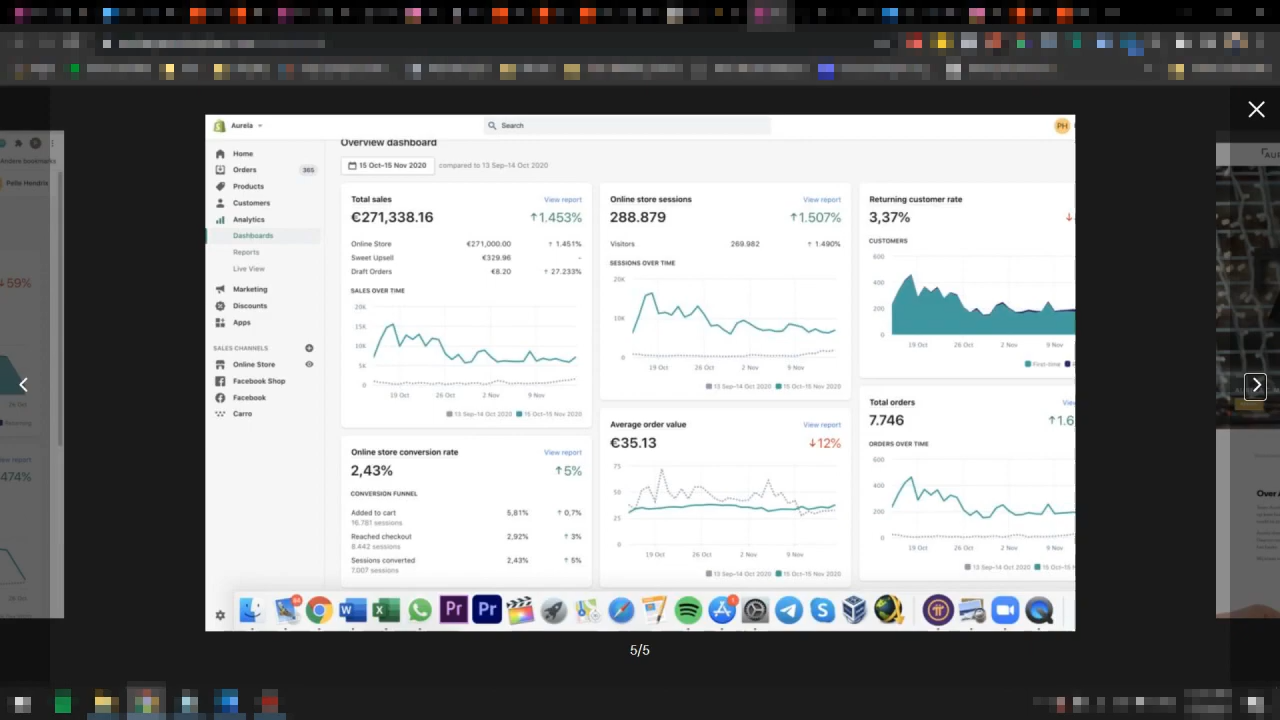 Aureia
Search
PH
Andere bookmarks
Pelle Hendrix
59%
474%
Home
Orders 365
Products
Customers
Analytics
Dashboards
Reports
Live View
Marketing
Discounts
Apps
SALES CHANNELS
Online Store
Facebook Shop
Facebook
Carro
Overview dashboard
15 Oct–15 Nov 2020 compared to 13 Sep–14 Oct 2020
Total sales View report
€271,338.16 ↑1.453%
Online Store €271,000.00 ↑ 1.451%
Sweet Upsell €329.96 -
Draft Orders €8.20 ↑ 27.233%
SALES OVER TIME
20K
15K
10K
5K
0
19 Oct 26 Oct 2 Nov 9 Nov
13 Sep–14 Oct 2020 15 Oct–15 Nov 2020
Online store conversion rate View report
2,43% ↑5%
CONVERSION FUNNEL
Added to cart 5,81% ↑ 0,7%
16.781 sessions
Reached checkout 2,92% ↑ 3%
8.442 sessions
Sessions converted 2,43% ↑ 5%
7.007 sessions
Online store sessions View report
288.879 ↑1.507%
Visitors 269.982 ↑ 1.490%
SESSIONS OVER TIME
20K
10K
0
19 Oct 26 Oct 2 Nov 9 Nov
13 Sep–14 Oct 2020 15 Oct–15 Nov 2020
Average order value View report
€35.13 ↓12%
75
50
25
0
19 Oct 26 Oct 2 Nov 9 Nov
13 Sep–14 Oct 2020 15 Oct–15 Nov 2020
Returning customer rate
3,37% ↓
CUSTOMERS
600
400
200
0
19 Oct 26 Oct 2 Nov 9 Nov
First-time
Total orders View
7.746 ↑1.6
ORDERS OVER TIME
600
400
200
0
19 Oct 26 Oct 2 Nov 9 Nov
13 Sep–14 Oct 2020 15 Oct–15 N
W X Pr Pr
5/5